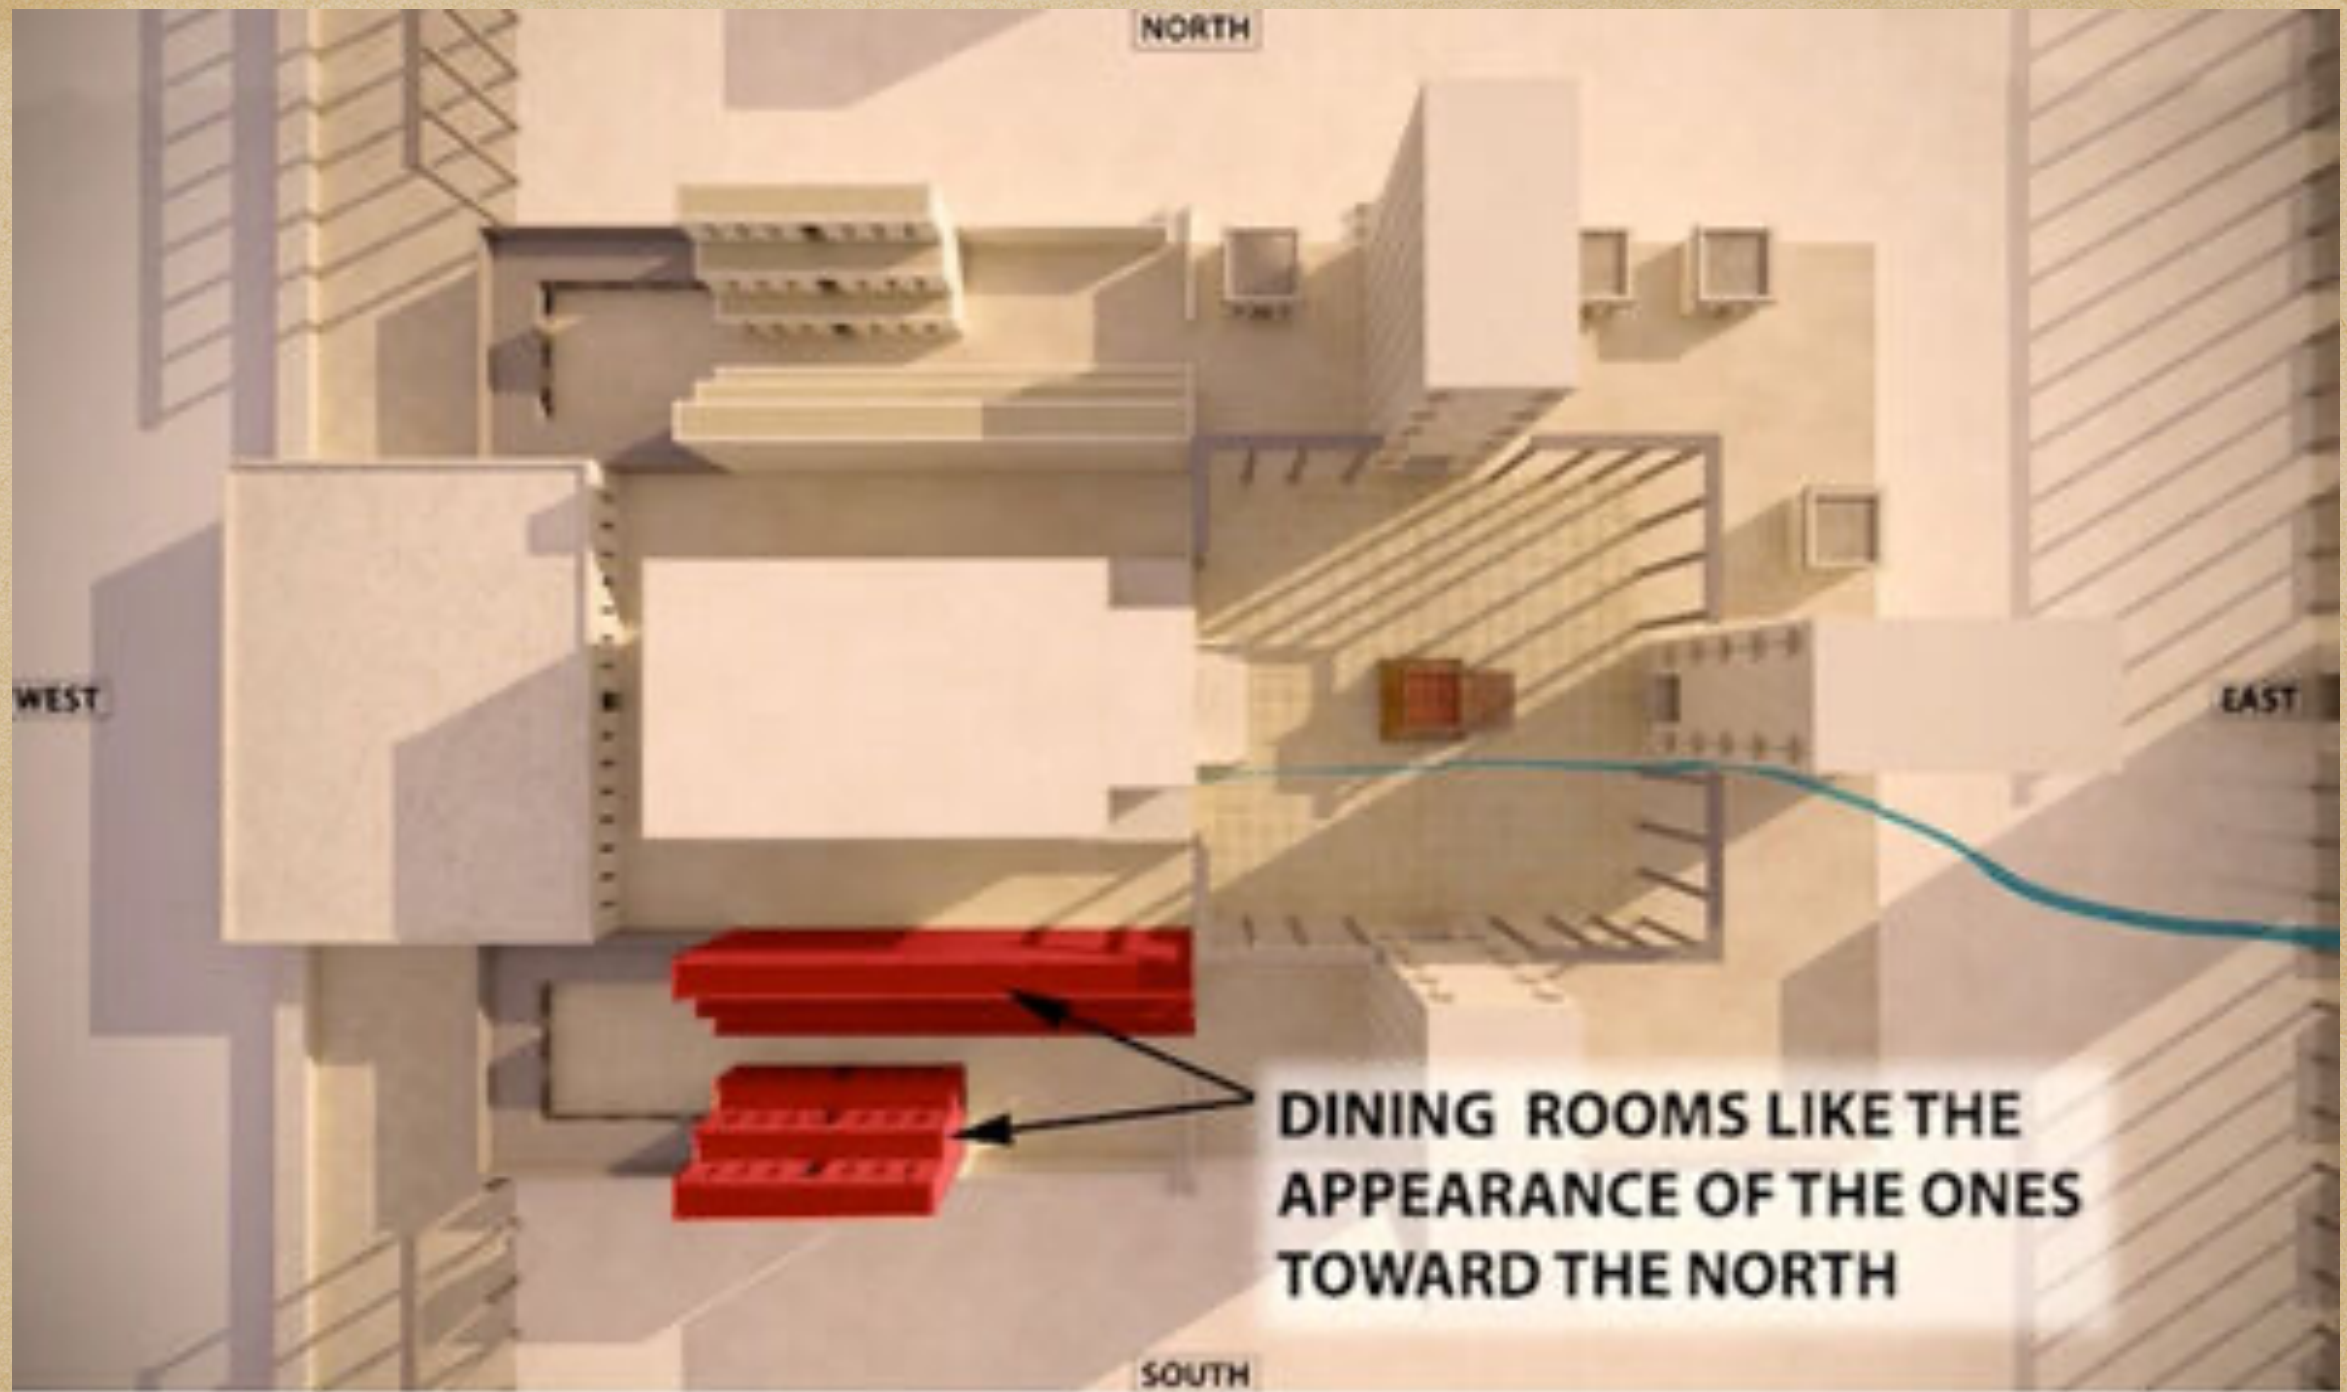 NORTH
WEST
EAST
DINING ROOMS LIKE THE
APPEARANCE OF THE ONES
TOWARD THE NORTH
SOUTH